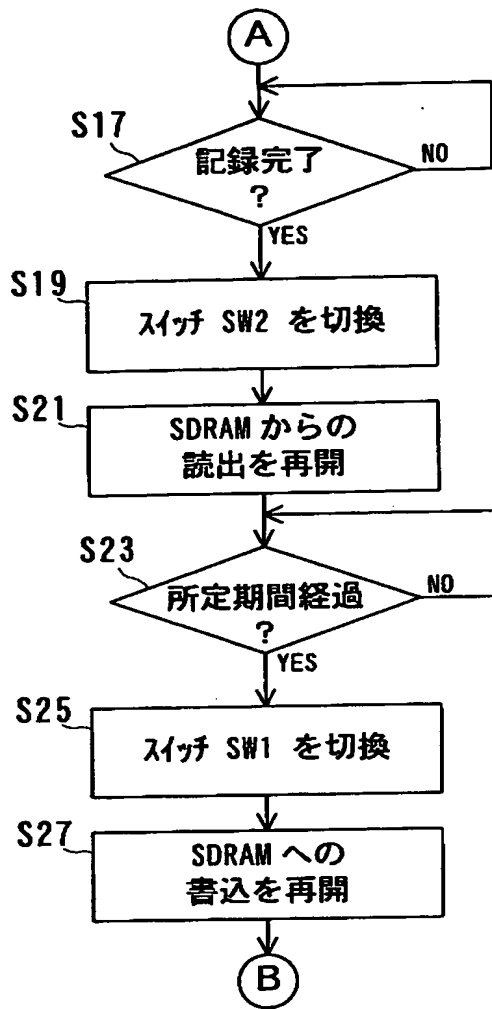 A
S17
記録完了
?
NO
YES
S19
スイッチ SW2 を切換
S21
SDRAM からの
読出を再開
S23
所定期間経過
?
NO
YES
S25
スイッチ SW1 を切換
S27
SDRAM への
書込を再開
B